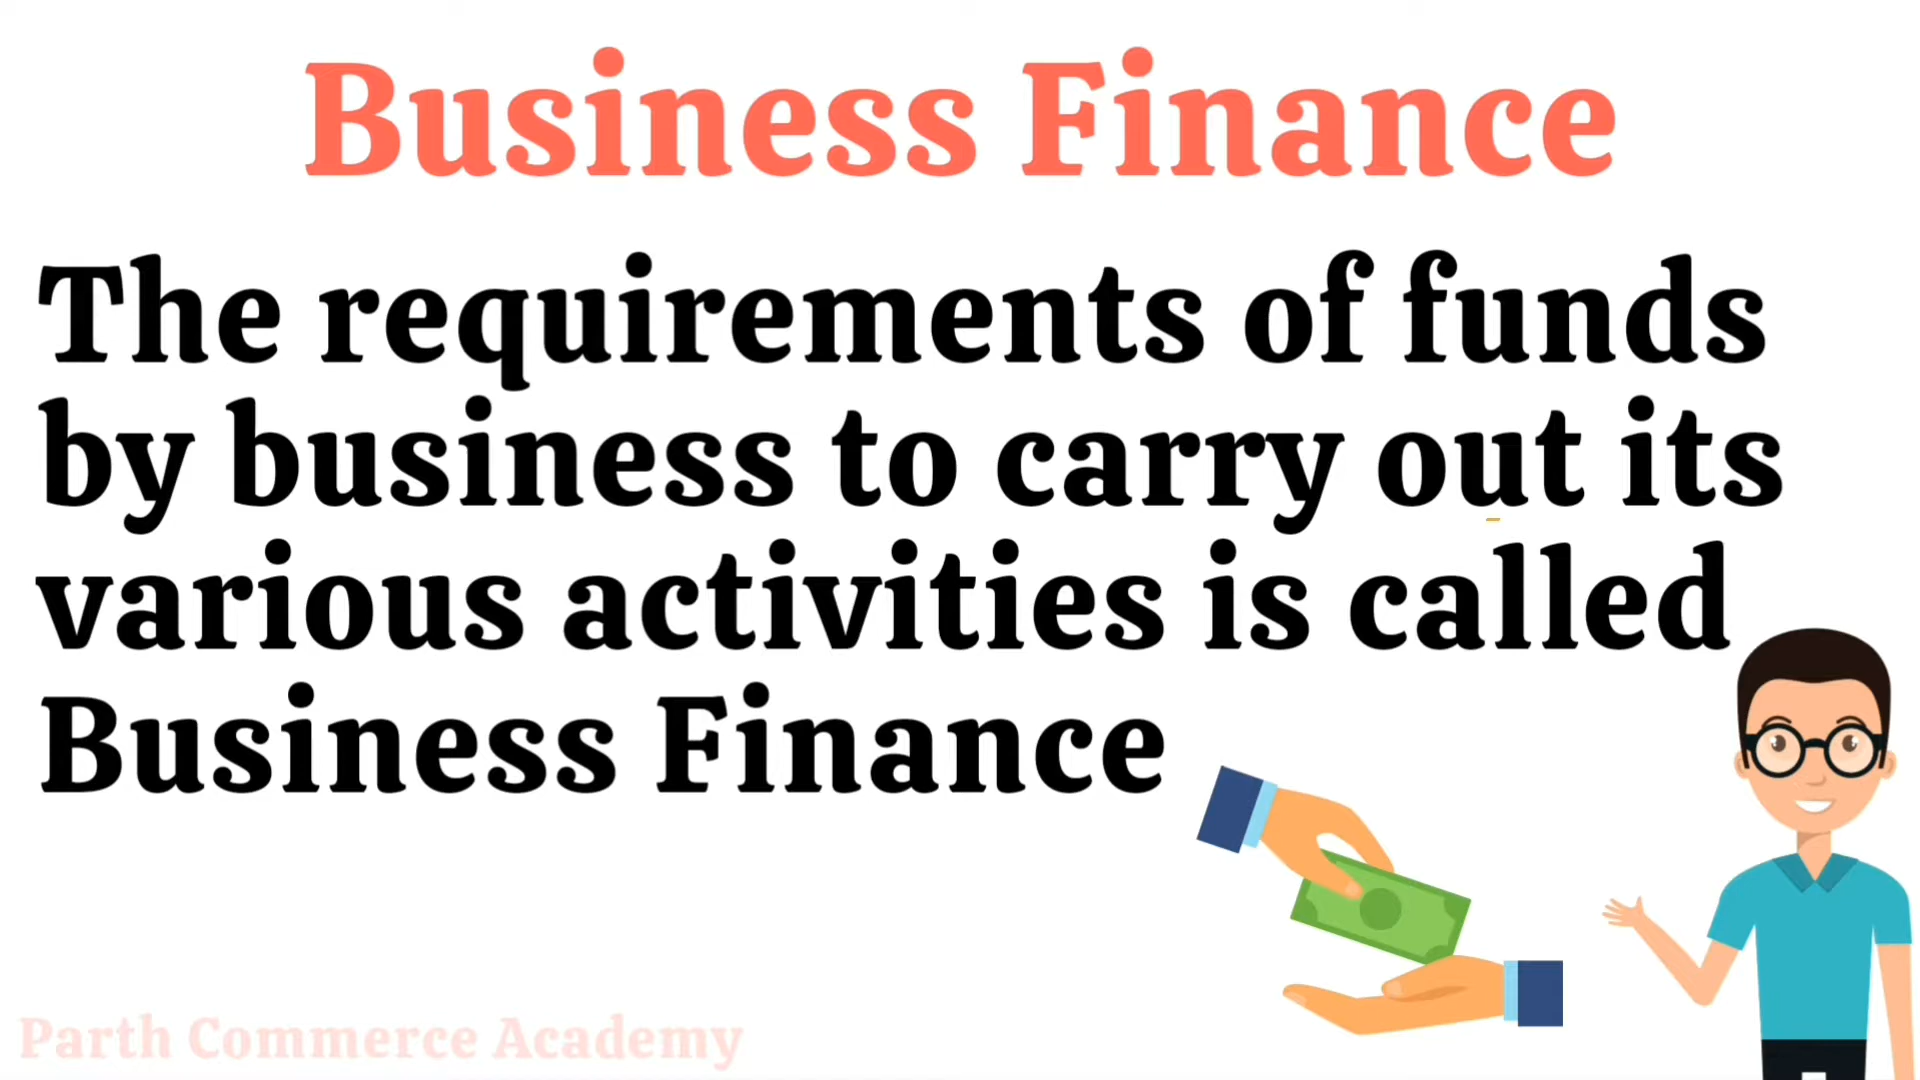 Business Finance
The requirements of funds
by business to carry out its
various activities is called
Business Finance
Parth Commerce Academy